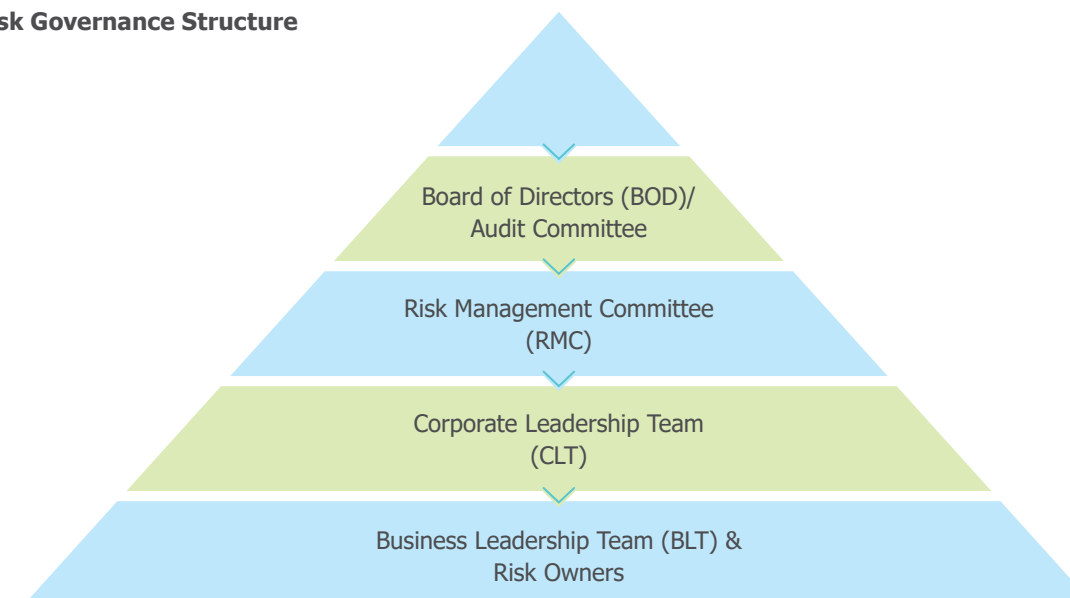 sk Governance Structure
Board of Directors (BOD)/
Audit Committee
Risk Management Committee
(RMC)
Corporate Leadership Team
(CLT)
Business Leadership Team (BLT) &
Risk Owners